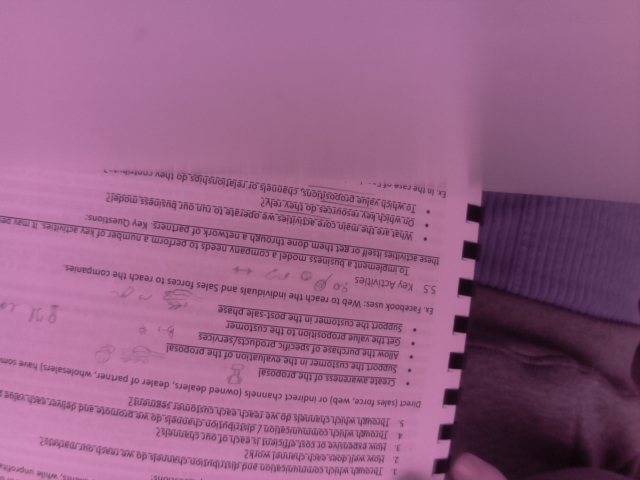 1. Through which communication and distribution channels do we reach our markets?
2. How well does each channel work?
3. How expensive or cost efficient is each of our channels?
4. Through which communication / distribution channels do we promote and deliver each value
5. Through which channels do we reach each customer segment?
Direct (sales force, web) or indirect channels (owned dealers, dealer of partner, wholesalers) have some
• Create awareness of the proposal
• Support the customer in the evaluation of the proposal
• Allow the purchase of specific products/services
• Get the value proposition to the customer
• Support the customer in the post-sale phase
Ex. Facebook uses: Web to reach the individuals and Sales forces to reach the companies.
5.5 Key Activities
To implement a business model a company needs to perform a number of key activities. It may
these activities itself or get them done through a network of partners. Key Questions:
• What are the main core activities we operate to run our business model?
• On which key resources do they rely?
• To which value propositions, channels or relationships do they contribute?
Ex. In the case of